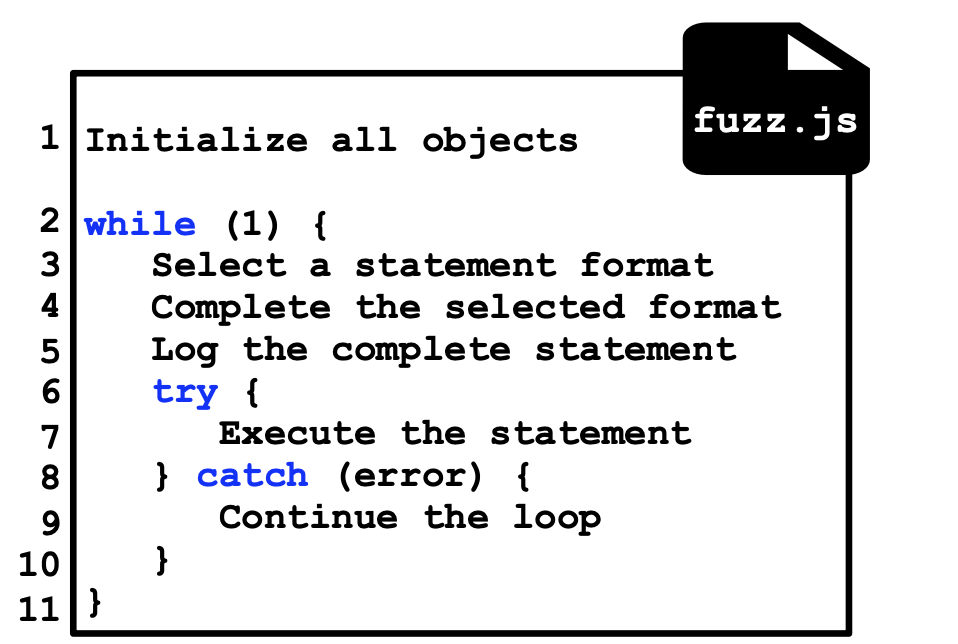 fuzz.js
1 Initialize all objects
2 while (1) {
3 Select a statement format
4 Complete the selected format
5 Log the complete statement
6 try {
7 Execute the statement
8 } catch (error) {
9 Continue the loop
10 }
11 }